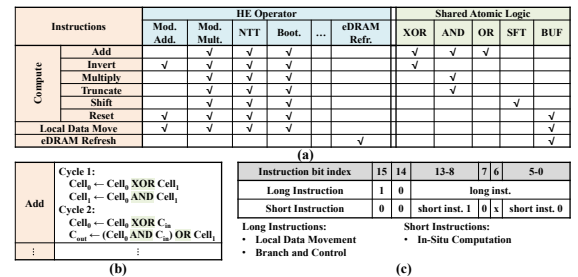 Instructions HE Operator Shared Atomic Logic
Mod. Add. Mod. Mult. NTT Boot. ... eDRAM Refr. XOR AND OR SFT BUF
Compute
Add √ √ √ √ √ √
Invert √ √ √ √ √
Multiply √ √ √ √
Truncate √ √ √ √
Shift √ √ √ √
Reset √ √ √ √ √
Local Data Move √ √ √ √ √
eDRAM Refresh √ √
(a)
Add
Cycle 1:
Cell0 ← Cell0 XOR Cell1
Cell1 ← Cell0 AND Cell1
Cycle 2:
Cell0 ← Cell0 XOR Cin
Cout ← (Cell0 AND Cin) OR Cell1
⋮ ⋮
(b)
Instruction bit index 15 14 13-8 7 6 5-0
Long Instruction 1 0 long inst.
Short Instruction 0 0 short inst. 1 0 x short inst. 0
Long Instructions: Short Instructions:
• Local Data Movement • In-Situ Computation
• Branch and Control
(c)